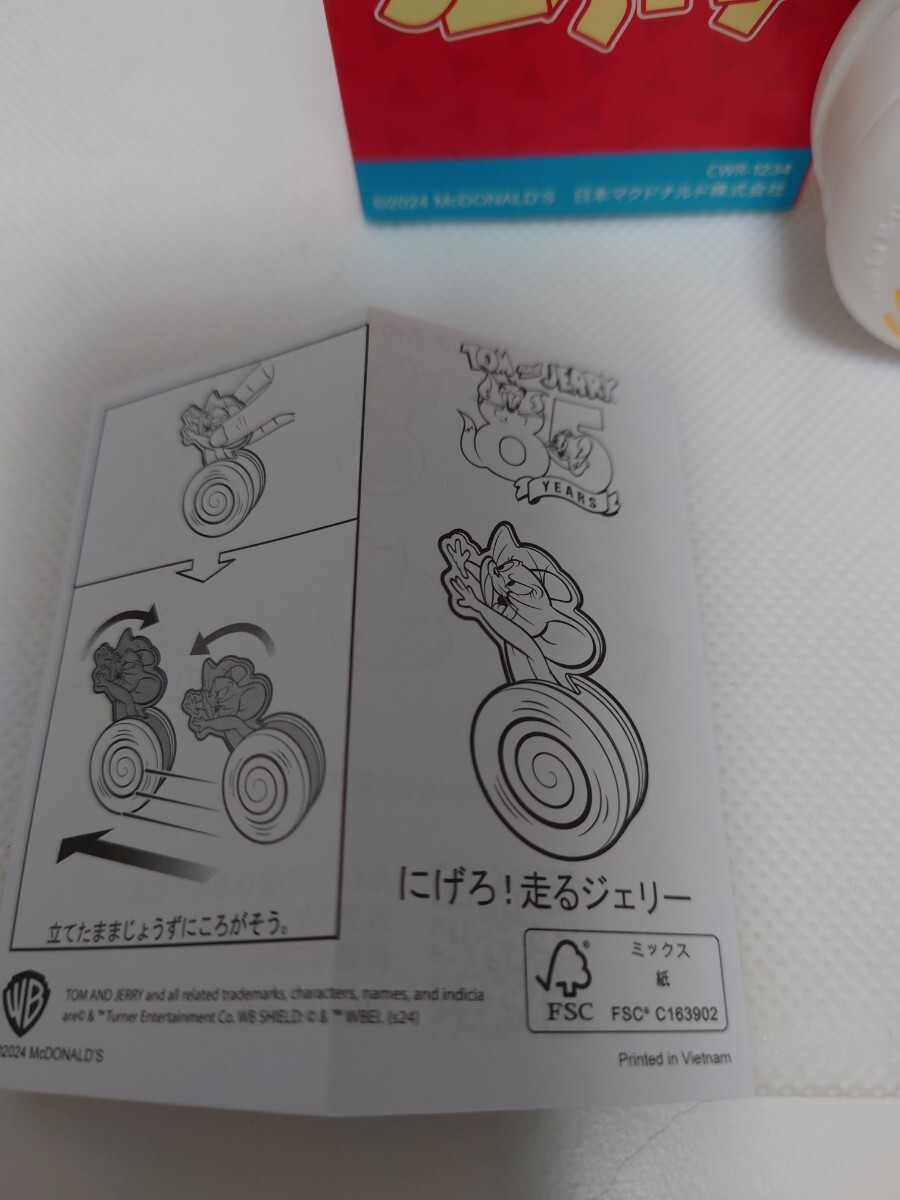 CWR-1234
©2024 McDONALD'S 日本マクドナルド株式会社
TOM AND JERRY
85
YEARS
にげろ!走るジェリー
立てたままじょうずにころがそう。
ミックス
紙
FSC® C163902
FSC
WB
TOM AND JERRY and all related trademarks, characters, names, and indicia
are© & ™ Turner Entertainment Co. WB SHIELD: © & ™ WBEI. (s24)
©2024 McDONALD'S
Printed in Vietnam